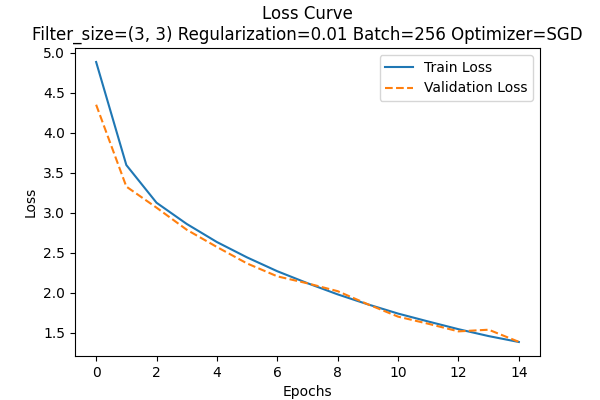 Loss Curve
Filter_size=(3, 3) Regularization=0.01 Batch=256 Optimizer=SGD
Train Loss
Validation Loss
5.0
4.5
4.0
3.5
3.0
2.5
2.0
1.5
Loss
0 2 4 6 8 10 12 14
Epochs